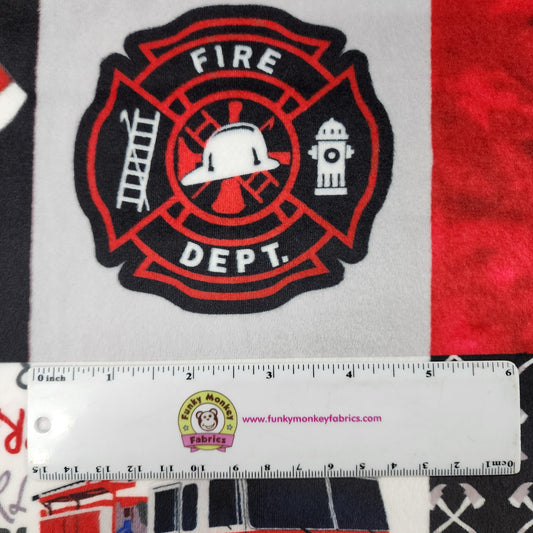 FIRE
DEPT.
0 inch 1 2 3 4 5 6
Funky Monkey
Fabrics
www.funkymonkeyfabrics.com
15 14 13 12 11 10 9 8 7 6 5 4 3 2 1 0cm